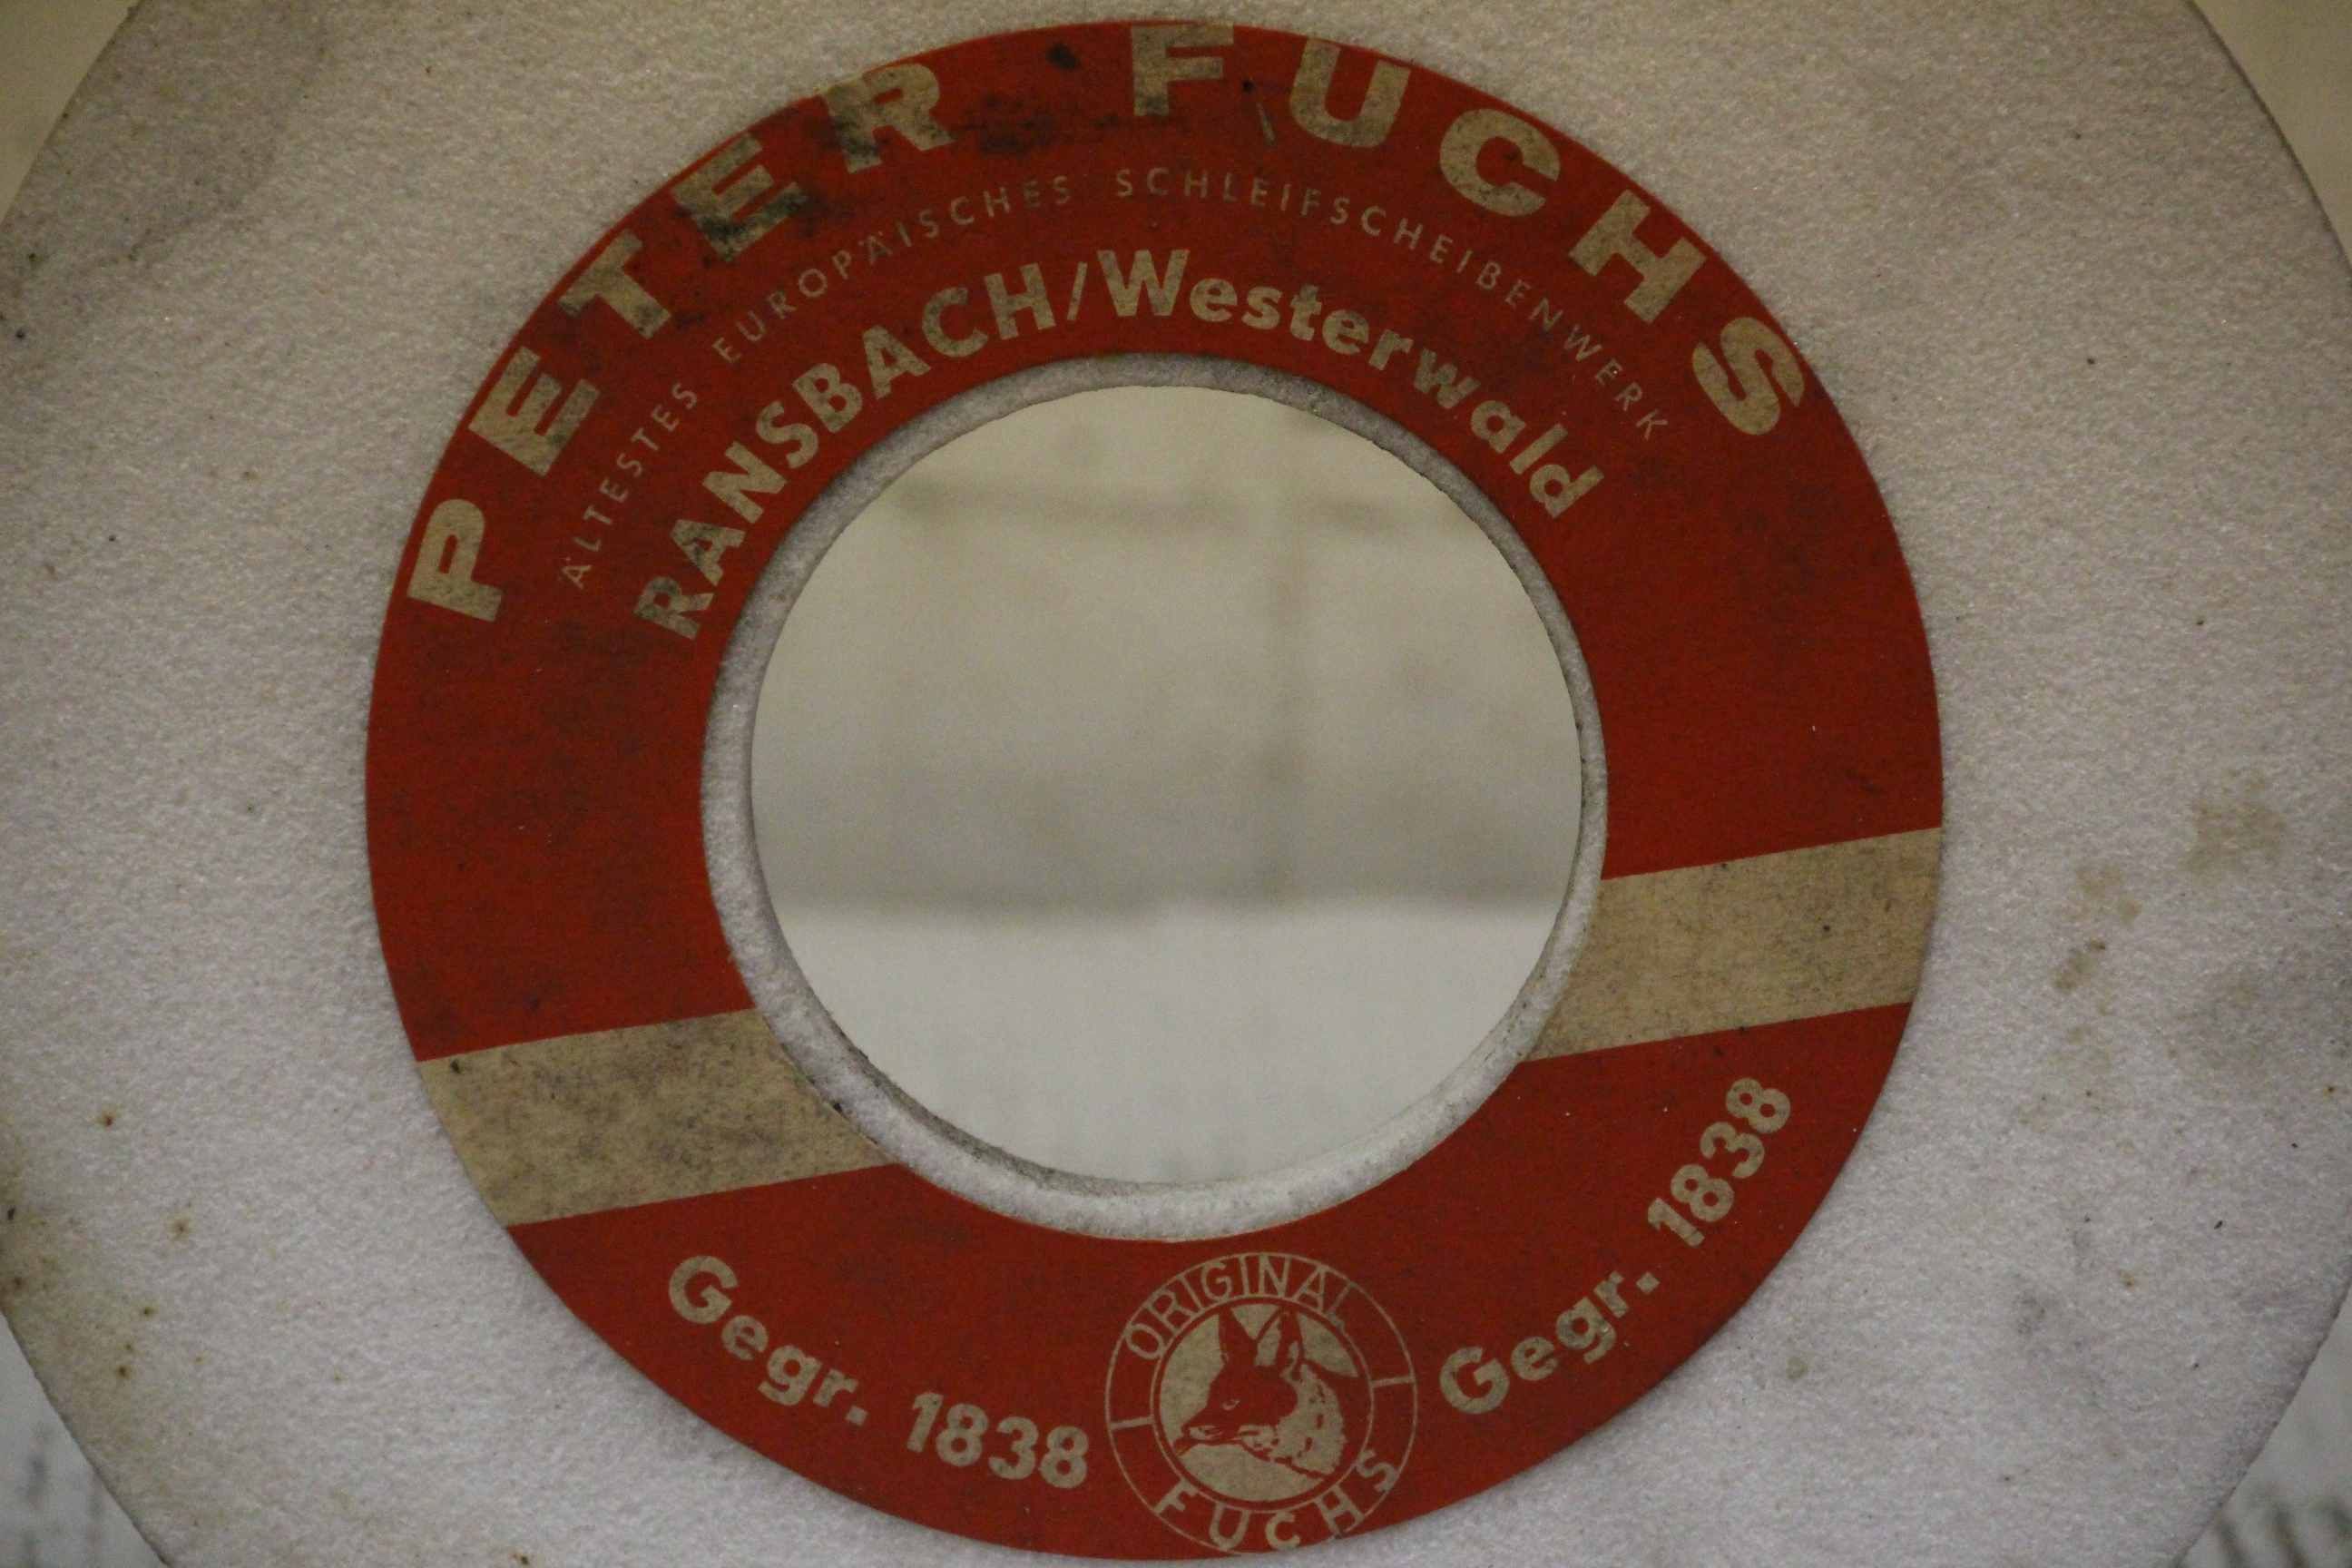 PETER FUCHS
ÄLTESTES EUROPÄISCHES SCHLEIFSCHEIBENWERK
RANSBACH/Westerwald
Gegr. 1838
ORIGINAL
FUCHS
Gegr. 1838